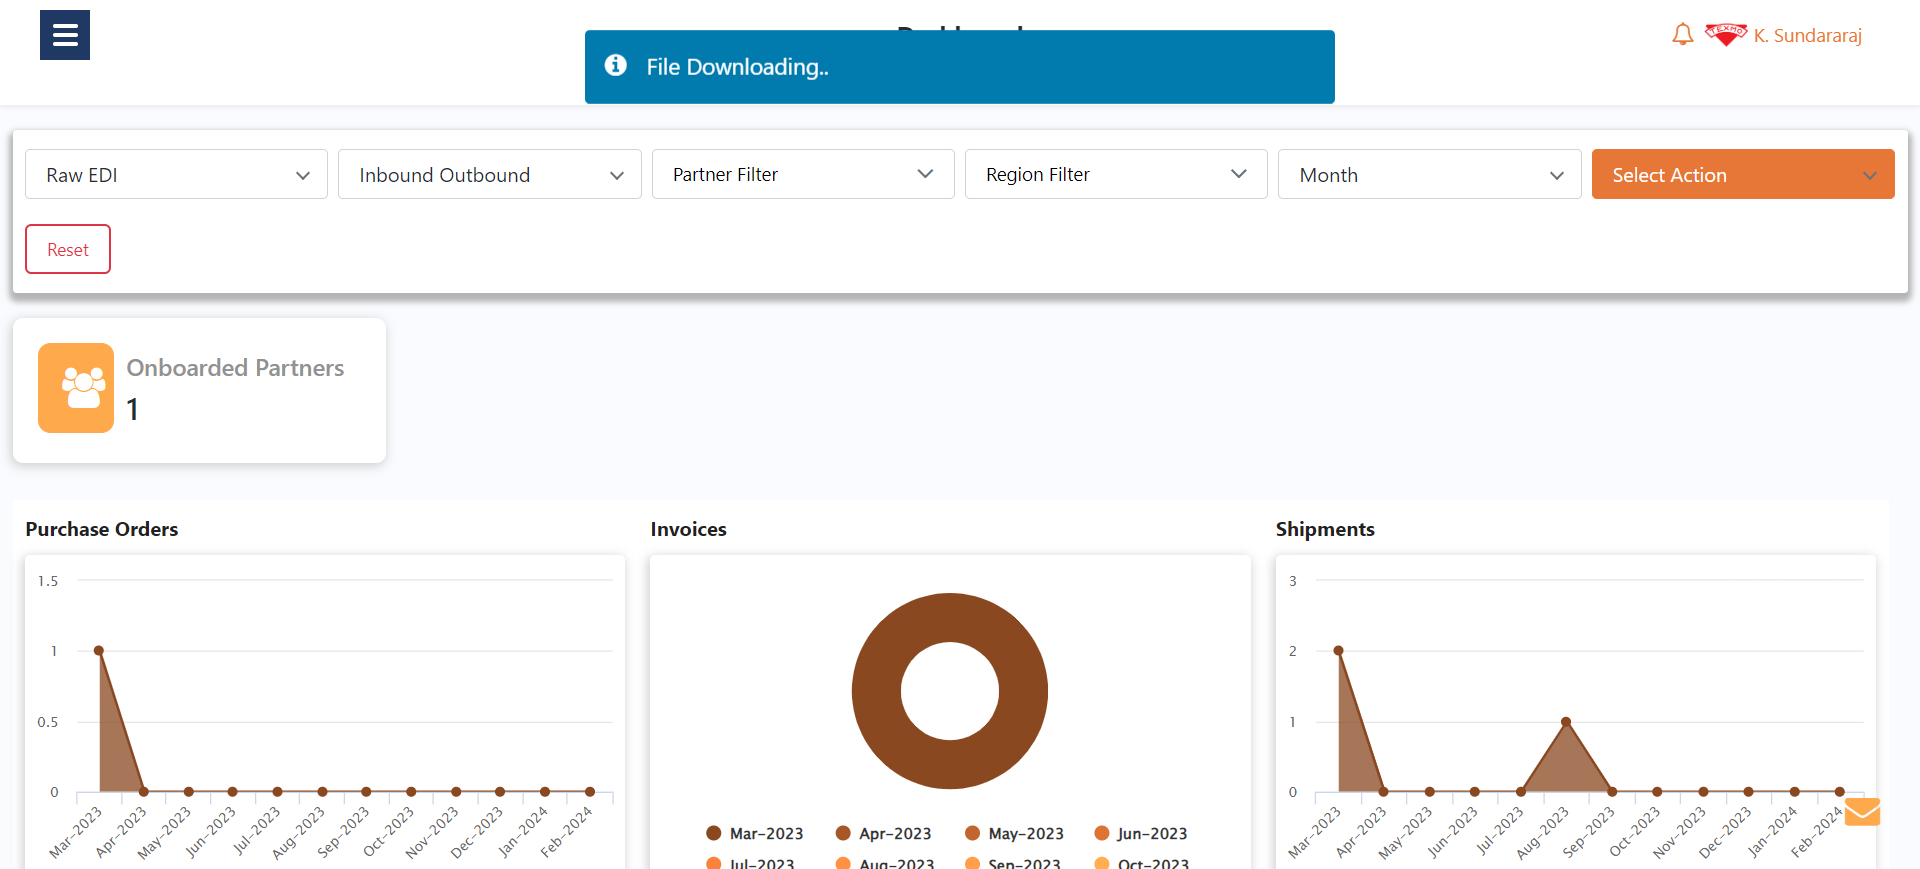 File Downloading..
TEXMO
K. Sundararaj
Raw EDI
Inbound Outbound
Partner Filter
Region Filter
Month
Select Action
Reset
Onboarded Partners
1
Purchase Orders
1.5
1
0.5
0
Mar-2023
Apr-2023
May-2023
Jun-2023
Jul-2023
Aug-2023
Sep-2023
Oct-2023
Nov-2023
Dec-2023
Jan-2024
Feb-2024
Invoices
Mar-2023
Apr-2023
May-2023
Jun-2023
Jul-2023
Aug-2023
Sep-2023
Oct-2023
Shipments
3
2
1
0
Mar-2023
Apr-2023
May-2023
Jun-2023
Jul-2023
Aug-2023
Sep-2023
Oct-2023
Nov-2023
Dec-2023
Jan-2024
Feb-2024